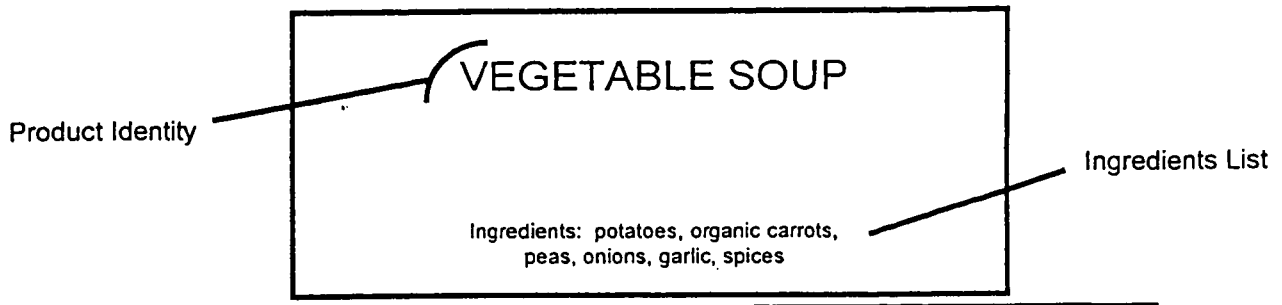 VEGETABLE SOUP
Product Identity
Ingredients List
Ingredients: potatoes, organic carrots,
peas, onions, garlic, spices